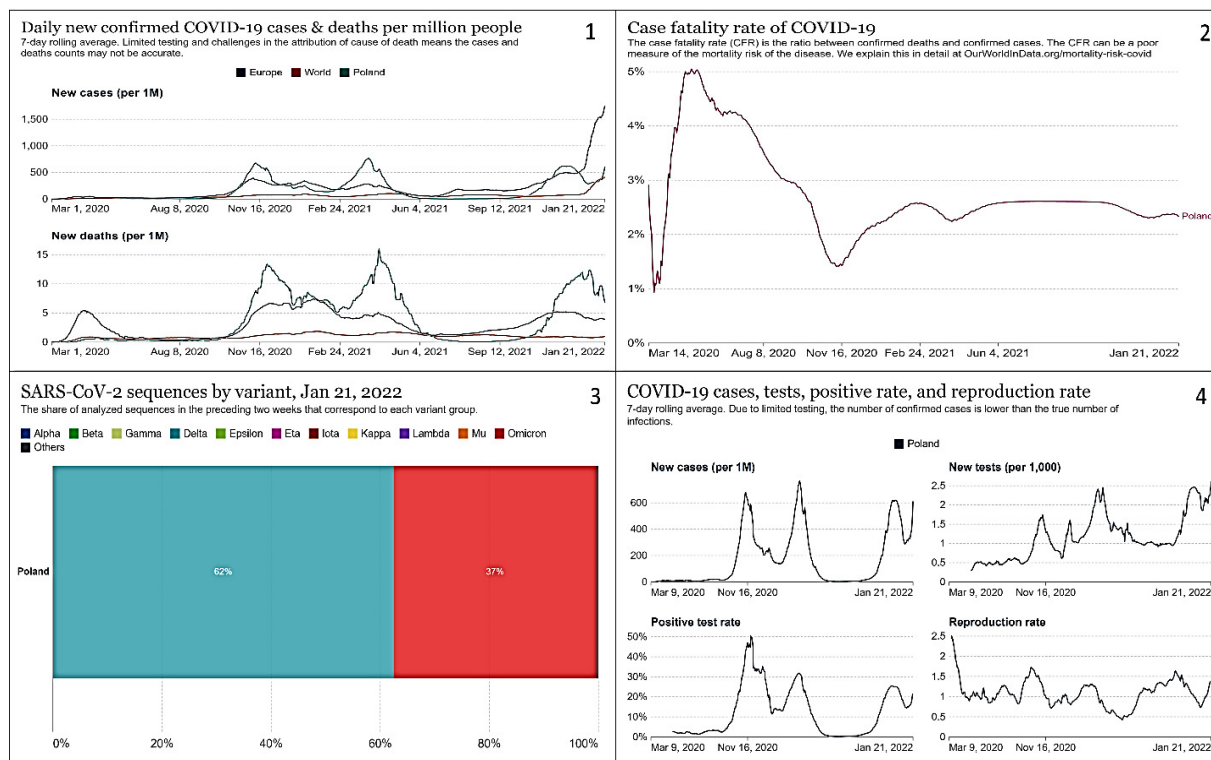 Daily new confirmed COVID-19 cases & deaths per million people
1
7-day rolling average. Limited testing and challenges in the attribution of cause of death means the cases and
deaths counts may not be accurate.
Europe World Poland
New cases (per 1M)
1,500
1,000
500
0
Mar 1, 2020 Aug 8, 2020 Nov 16, 2020 Feb 24, 2021 Jun 4, 2021 Sep 12, 2021 Jan 21, 2022
New deaths (per 1M)
15
10
5
0
Mar 1, 2020 Aug 8, 2020 Nov 16, 2020 Feb 24, 2021 Jun 4, 2021 Sep 12, 2021 Jan 21, 2022
Case fatality rate of COVID-19
2
The case fatality rate (CFR) is the ratio between confirmed deaths and confirmed cases. The CFR can be a poor
measure of the mortality risk of the disease. We explain this in detail at OurWorldInData.org/mortality-risk-covid
5%
4%
3%
2%
1%
0%
Poland
Mar 14, 2020 Aug 8, 2020 Nov 16, 2020 Feb 24, 2021 Jun 4, 2021 Jan 21, 2022
SARS-CoV-2 sequences by variant, Jan 21, 2022
3
The share of analyzed sequences in the preceding two weeks that correspond to each variant group.
Alpha Beta Gamma Delta Epsilon Eta Iota Kappa Lambda Mu Omicron
Others
Poland 62% 37%
0% 20% 40% 60% 80% 100%
COVID-19 cases, tests, positive rate, and reproduction rate
4
7-day rolling average. Due to limited testing, the number of confirmed cases is lower than the true number of
infections.
Poland
New cases (per 1M)
600
400
200
0
Mar 9, 2020 Nov 16, 2020 Jan 21, 2022
New tests (per 1,000)
2.5
2
1.5
1
0.5
0
Mar 9, 2020 Nov 16, 2020 Jan 21, 2022
Positive test rate
50%
40%
30%
20%
10%
0%
Mar 9, 2020 Nov 16, 2020 Jan 21, 2022
Reproduction rate
2.5
2
1.5
1
0.5
0
Mar 9, 2020 Nov 16, 2020 Jan 21, 2022